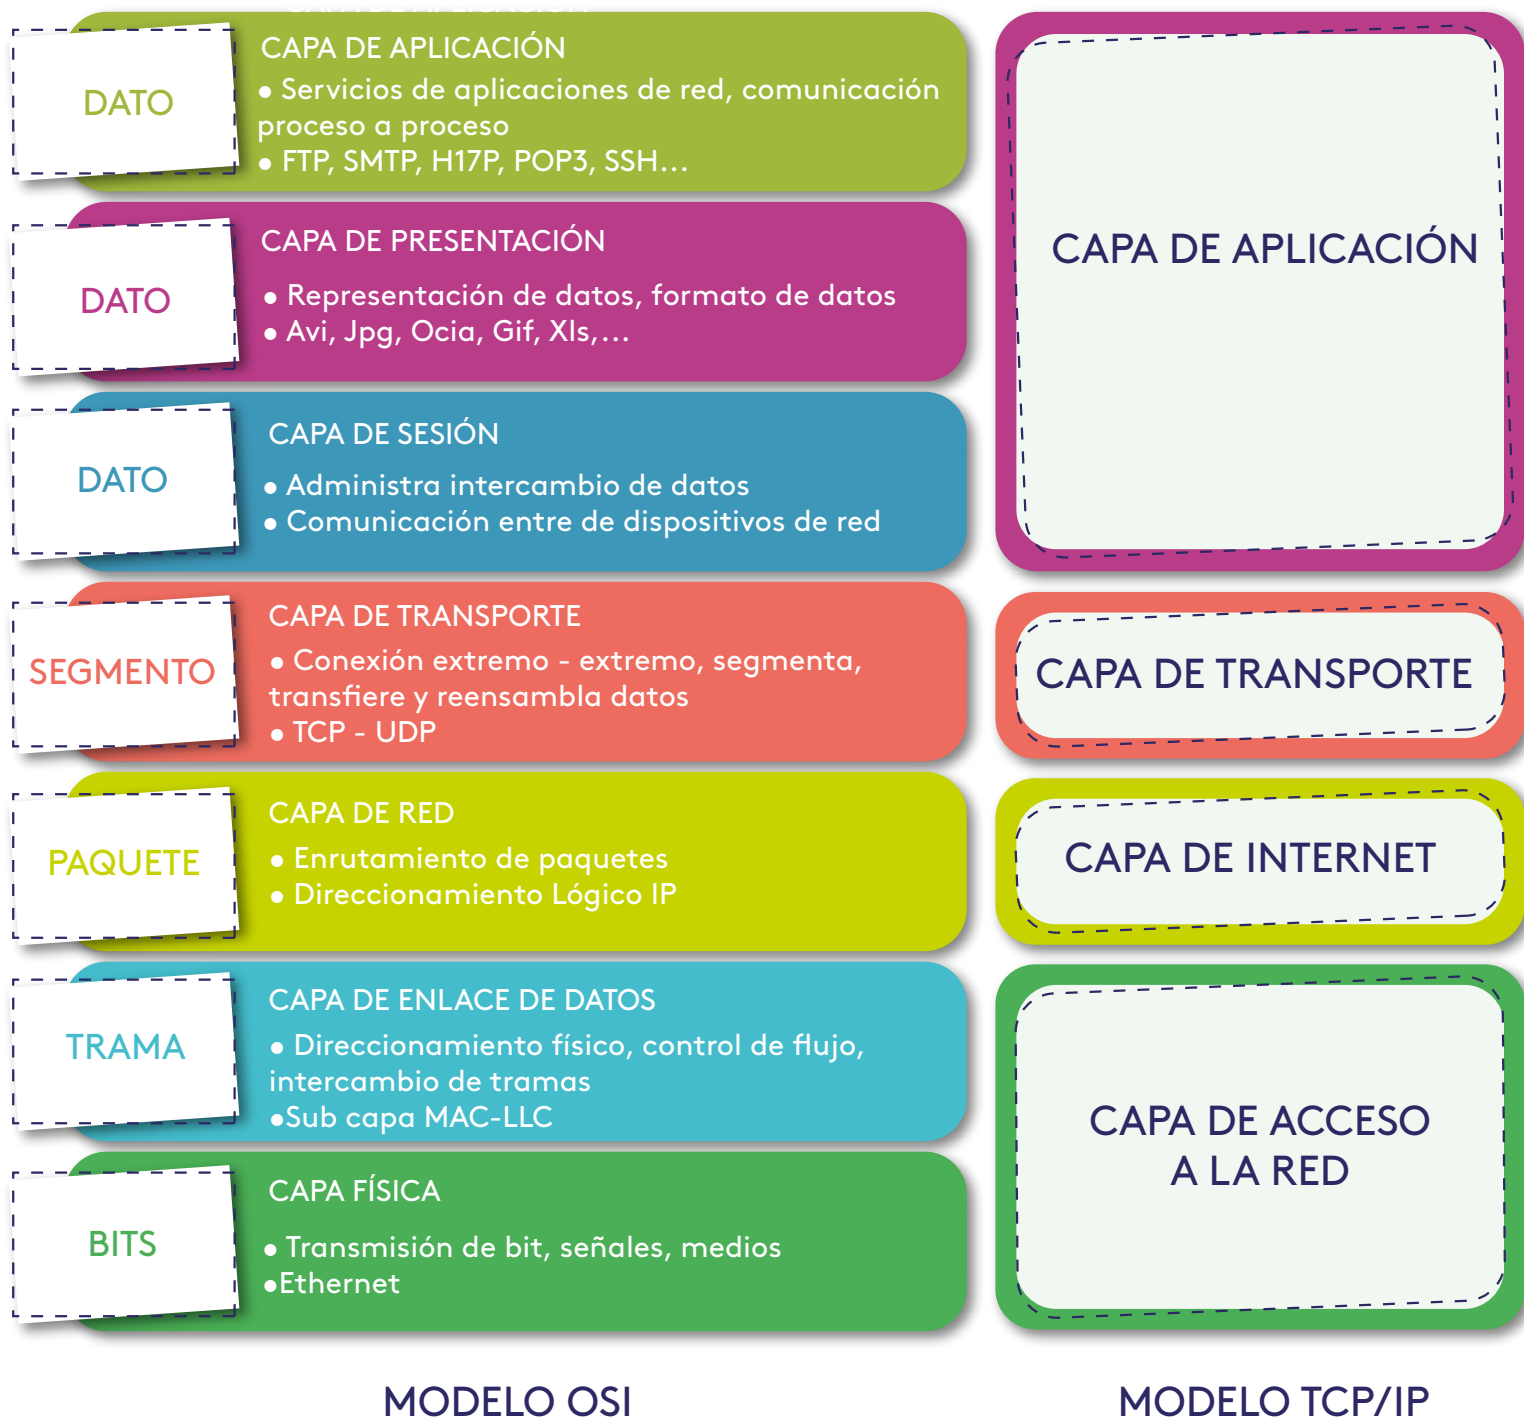 DATO
CAPA DE APLICACIÓN
● Servicios de aplicaciones de red, comunicación
proceso a proceso
● FTP, SMTP, H17P, POP3, SSH...
DATO
CAPA DE PRESENTACIÓN
● Representación de datos, formato de datos
● Avi, Jpg, Ocia, Gif, Xls,...
DATO
CAPA DE SESIÓN
● Administra intercambio de datos
● Comunicación entre de dispositivos de red
SEGMENTO
CAPA DE TRANSPORTE
● Conexión extremo - extremo, segmenta,
transfiere y reensambla datos
● TCP - UDP
PAQUETE
CAPA DE RED
● Enrutamiento de paquetes
● Direccionamiento Lógico IP
TRAMA
CAPA DE ENLACE DE DATOS
● Direccionamiento físico, control de flujo,
intercambio de tramas
●Sub capa MAC-LLC
BITS
CAPA FÍSICA
● Transmisión de bit, señales, medios
●Ethernet
MODELO OSI
CAPA DE APLICACIÓN
CAPA DE TRANSPORTE
CAPA DE INTERNET
CAPA DE ACCESO
A LA RED
MODELO TCP/IP